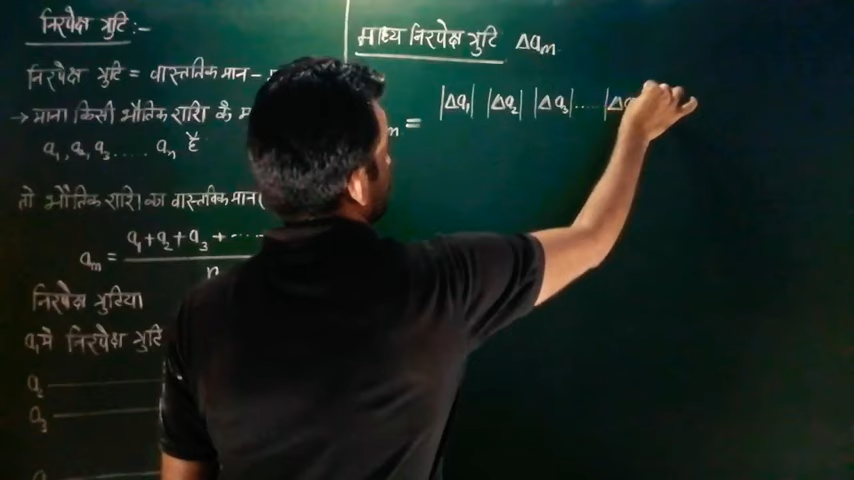 निरपेक्ष त्रुटि :-
निरपेक्ष त्रुटि = वास्तविक मान -
→ माना किसी भौतिक राशि के
a₁, a₂, a₃ ..... aₙ है
तो भौतिक राशि का वास्तविक मान (
aₘ = a₁+a₂+a₃ + ..... / n
निरपेक्ष त्रुटिया
a₁ मे निरपेक्ष त्रुटि
a₂
a₃
माध्य निरपेक्ष त्रुटि Δaₘ
ₘ = |Δa₁| |Δa₂| |Δa₃| ..... |Δa